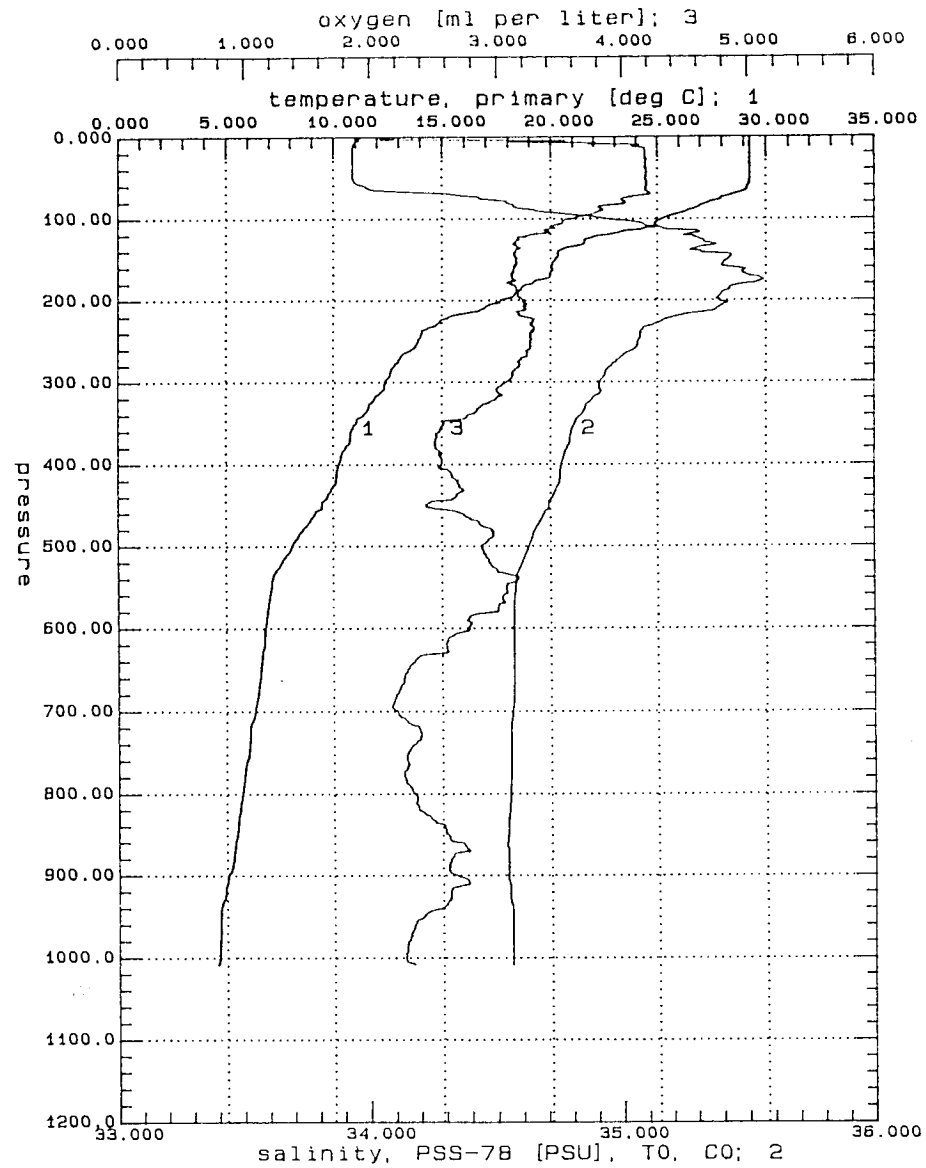 oxygen [ml per liter]; 3
0.000 1.000 2.000 3.000 4.000 5.000 6.000
temperature, primary [deg C]; 1
0.000 5.000 10.000 15.000 20.000 25.000 30.000 35.000
0.000
100.00
200.00
300.00
1 3 2
400.00
pressure
500.00
600.00
700.00
800.00
900.00
1000.0
1100.0
1200.0
33.000 34.000 35.000 36.000
salinity, PSS-78 [PSU], T0, C0; 2